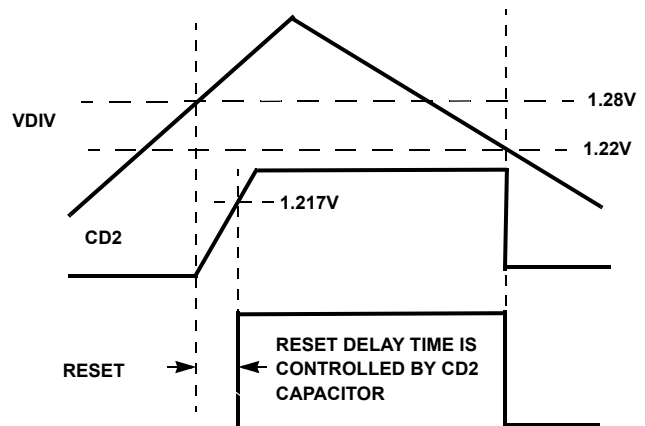 1.28V
VDIV
1.22V
1.217V
CD2
RESET
RESET DELAY TIME IS
CONTROLLED BY CD2
CAPACITOR